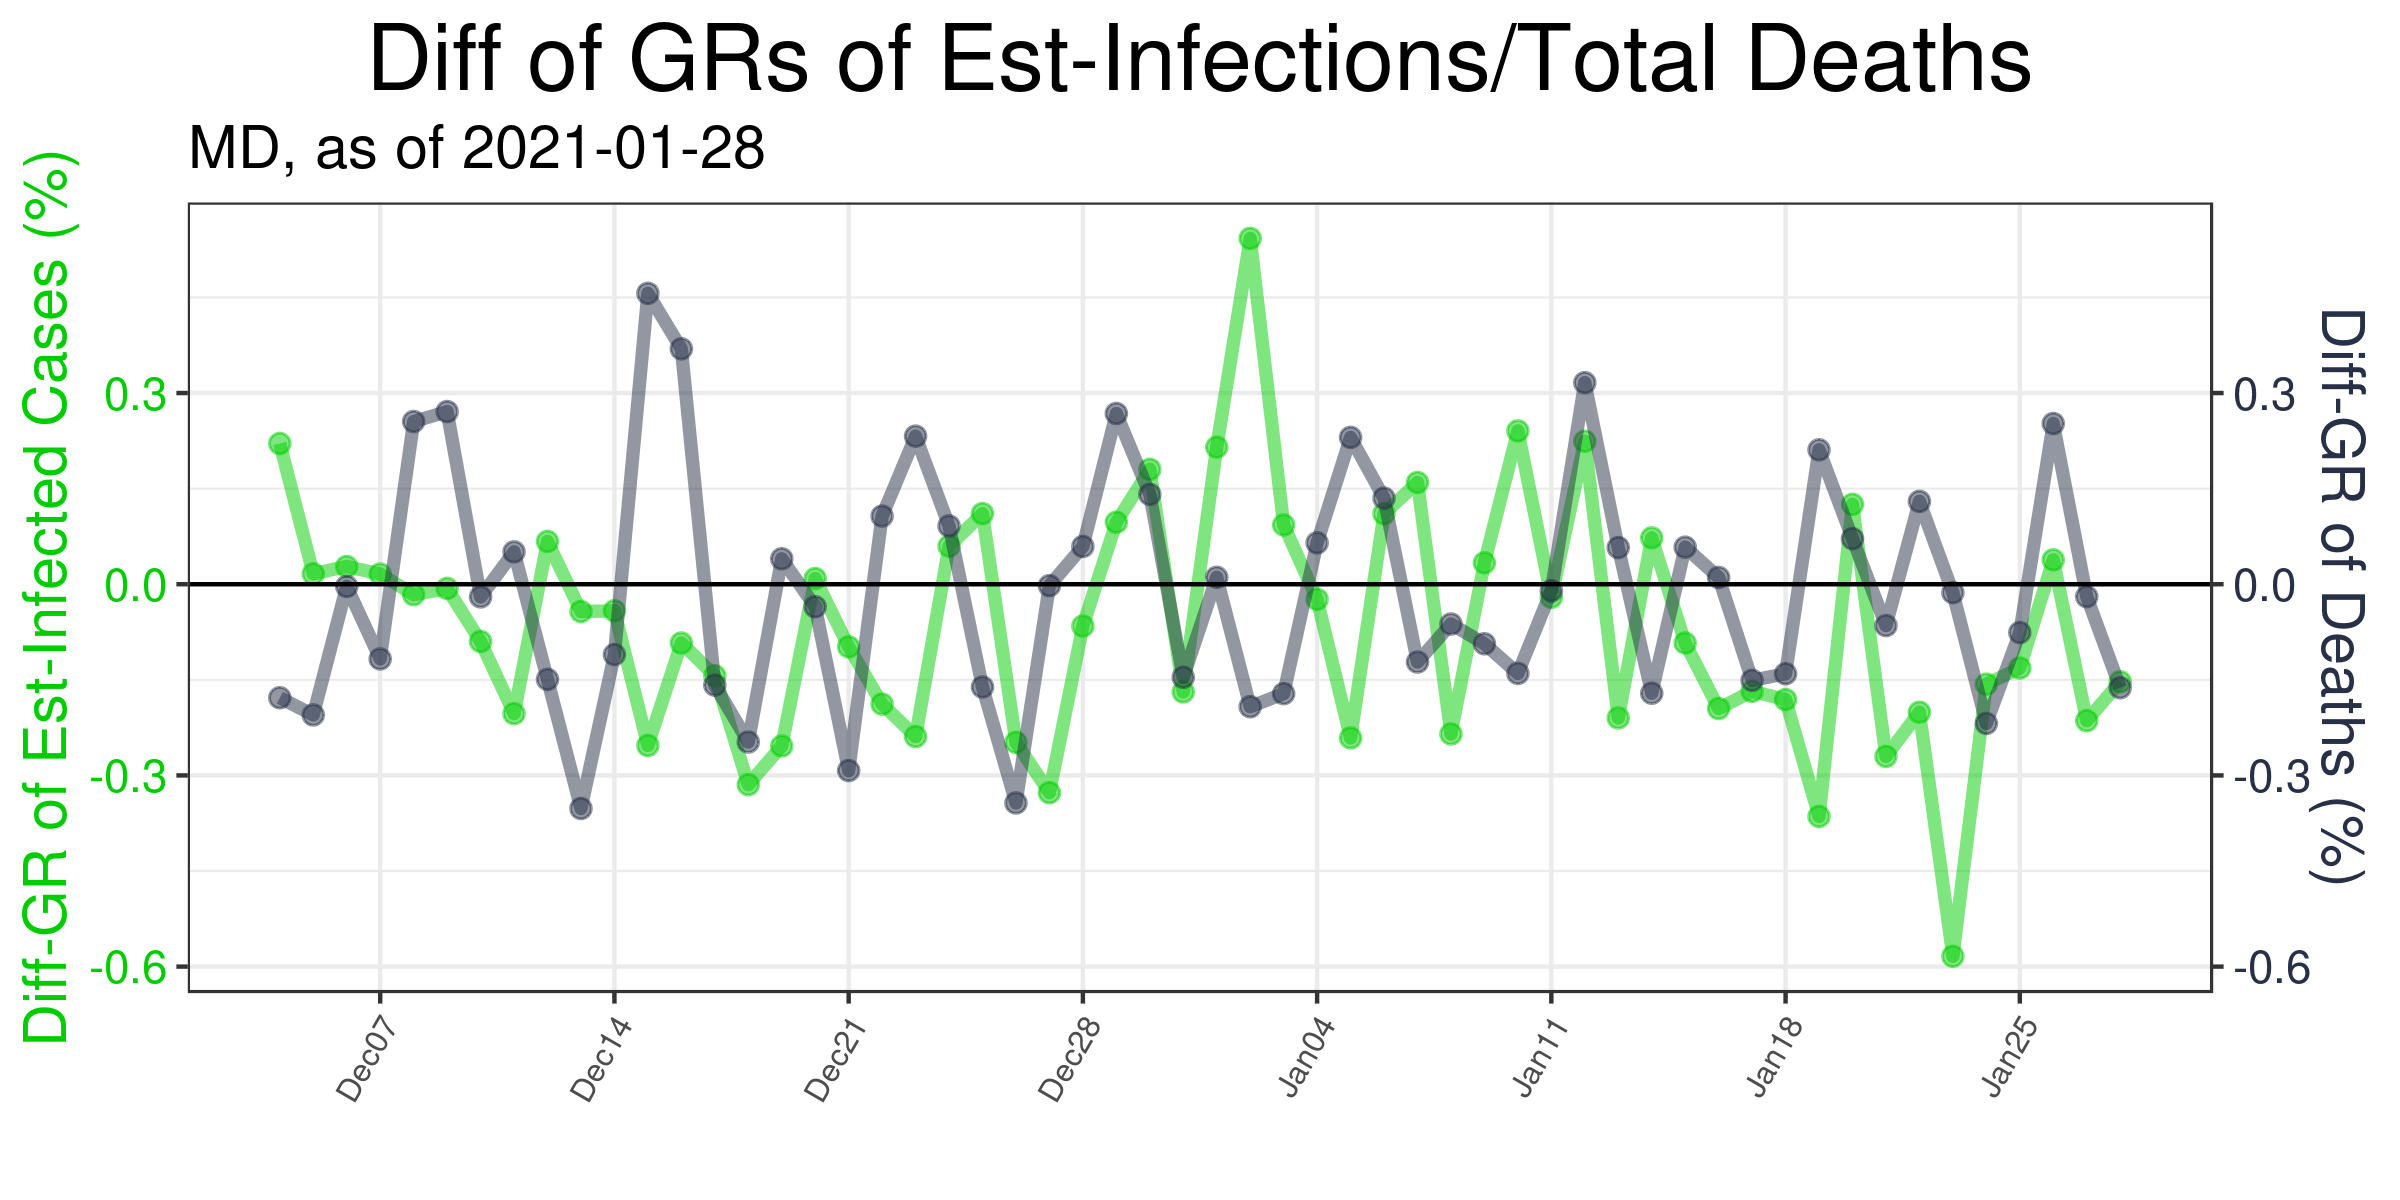 Diff of GRs of Est-Infections/Total Deaths
MD, as of 2021-01-28
Diff-GR of Est-Infected Cases (%)
0.3
0.0
-0.3
-0.6
0.3
0.0
-0.3
-0.6
Diff-GR of Deaths (%)
Dec07
Dec14
Dec21
Dec28
Jan04
Jan11
Jan18
Jan25